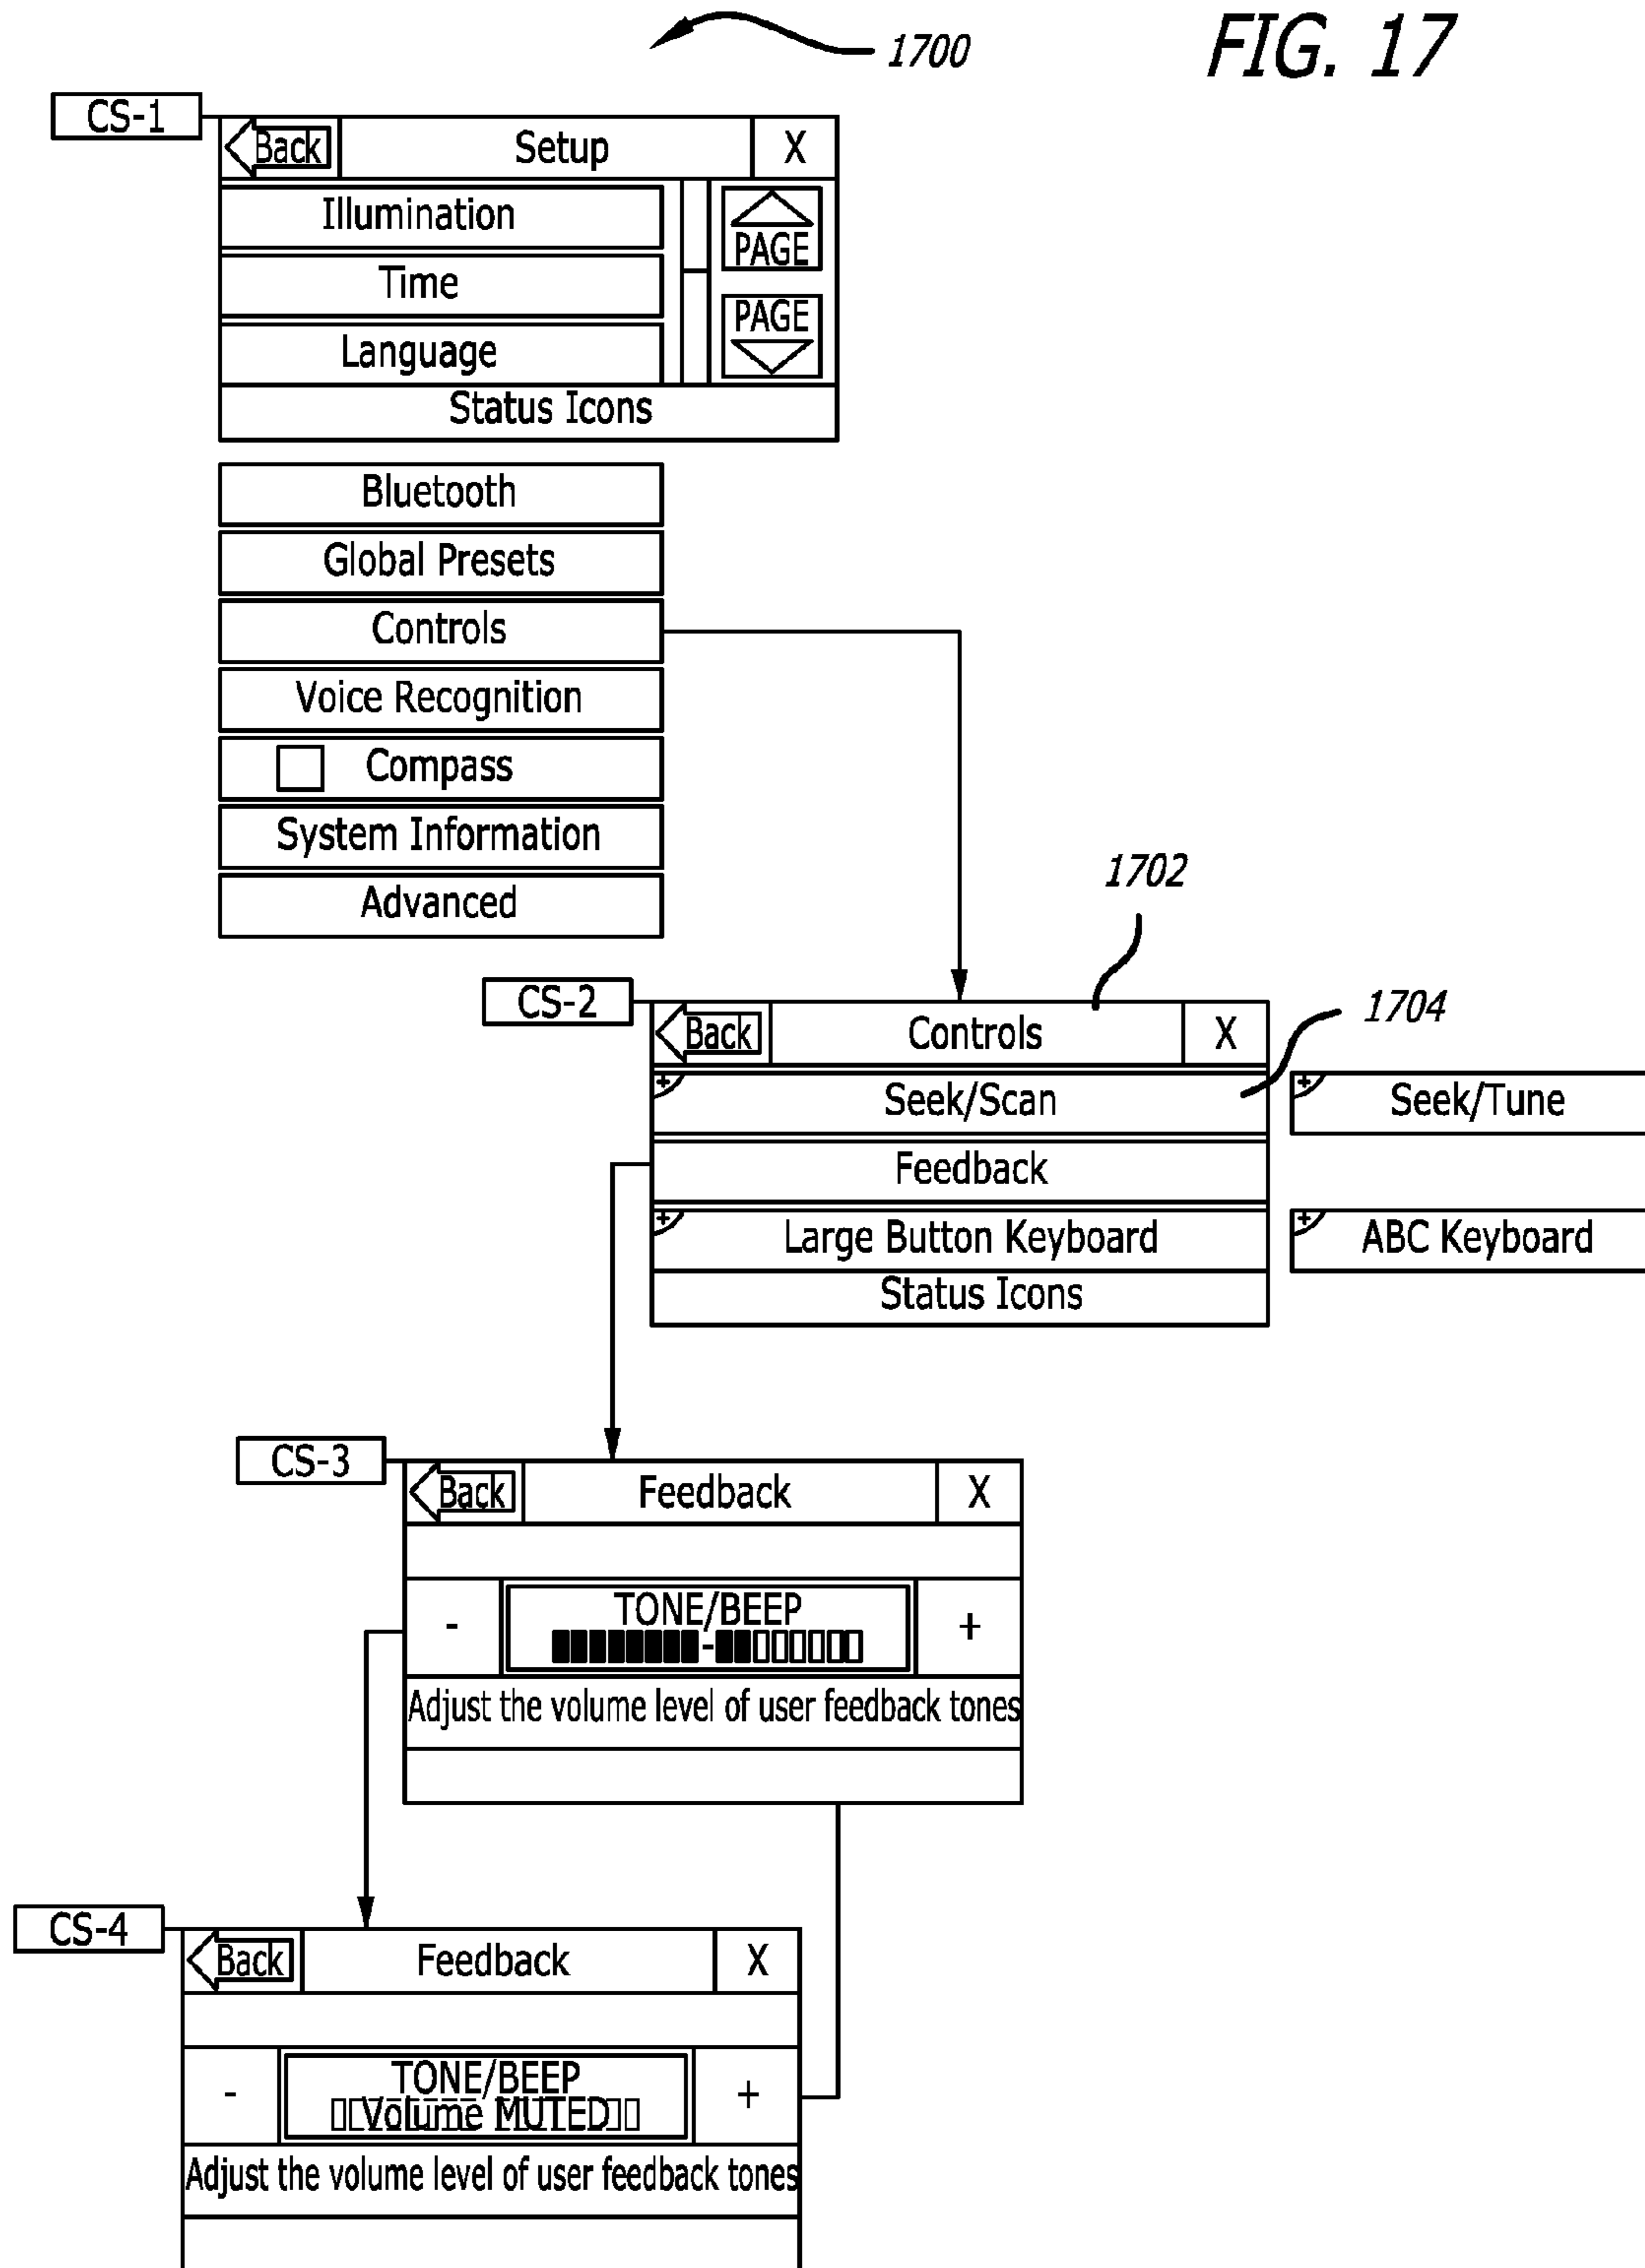 1700
FIG. 17
CS-1
Back Setup X
Illumination
PAGE
Time
PAGE
Language
Status Icons
Bluetooth
Global Presets
Controls
Voice Recognition
Compass
System Information
Advanced
1702
CS-2
Back Controls X
1704
Seek/Scan
+ Seek/Tune
Feedback
+ Large Button Keyboard
+ ABC Keyboard
Status Icons
CS-3
Back Feedback X
- TONE/BEEP +
Adjust the volume level of user feedback tones
CS-4
Back Feedback X
- TONE/BEEP +
Volume MUTED
Adjust the volume level of user feedback tones